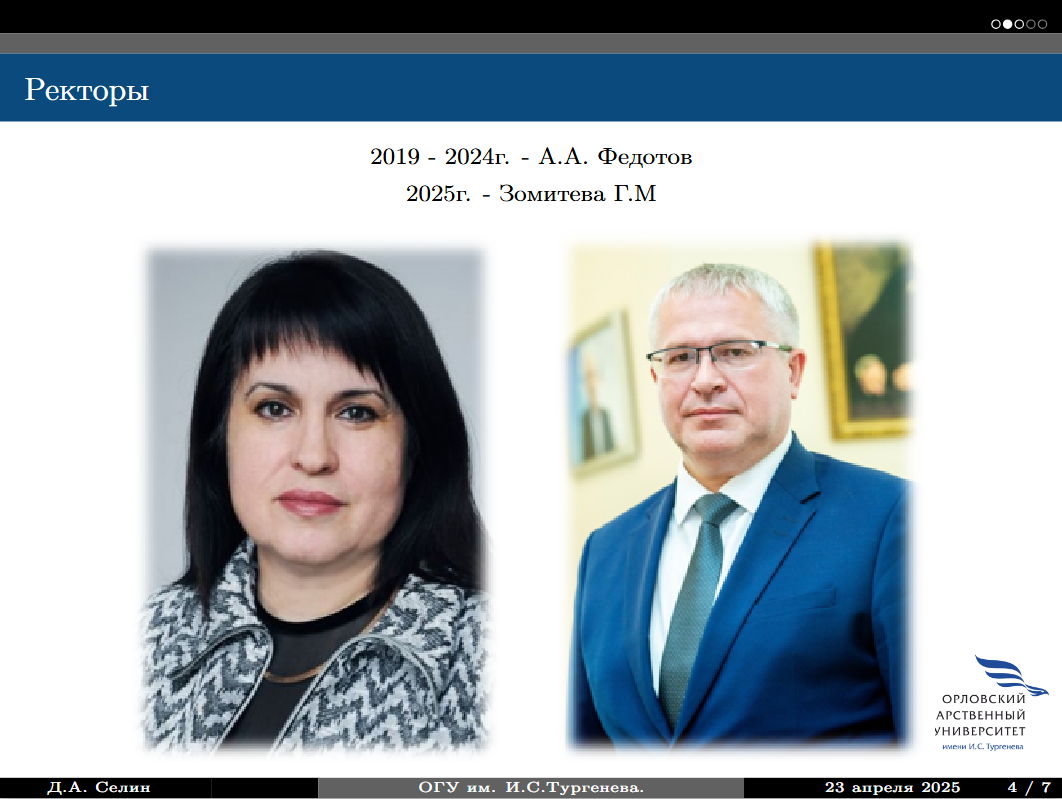 Ректоры
2019 - 2024г. - А.А. Федотов
2025г. - Зомитева Г.М
ОРЛОВСКИЙ
АРСТВЕННЫЙ
УНИВЕРСИТЕТ
имени И.С. Тургенева
Д.А. Селин
ОГУ им. И.С.Тургенева.
23 апреля 2025
4 / 7